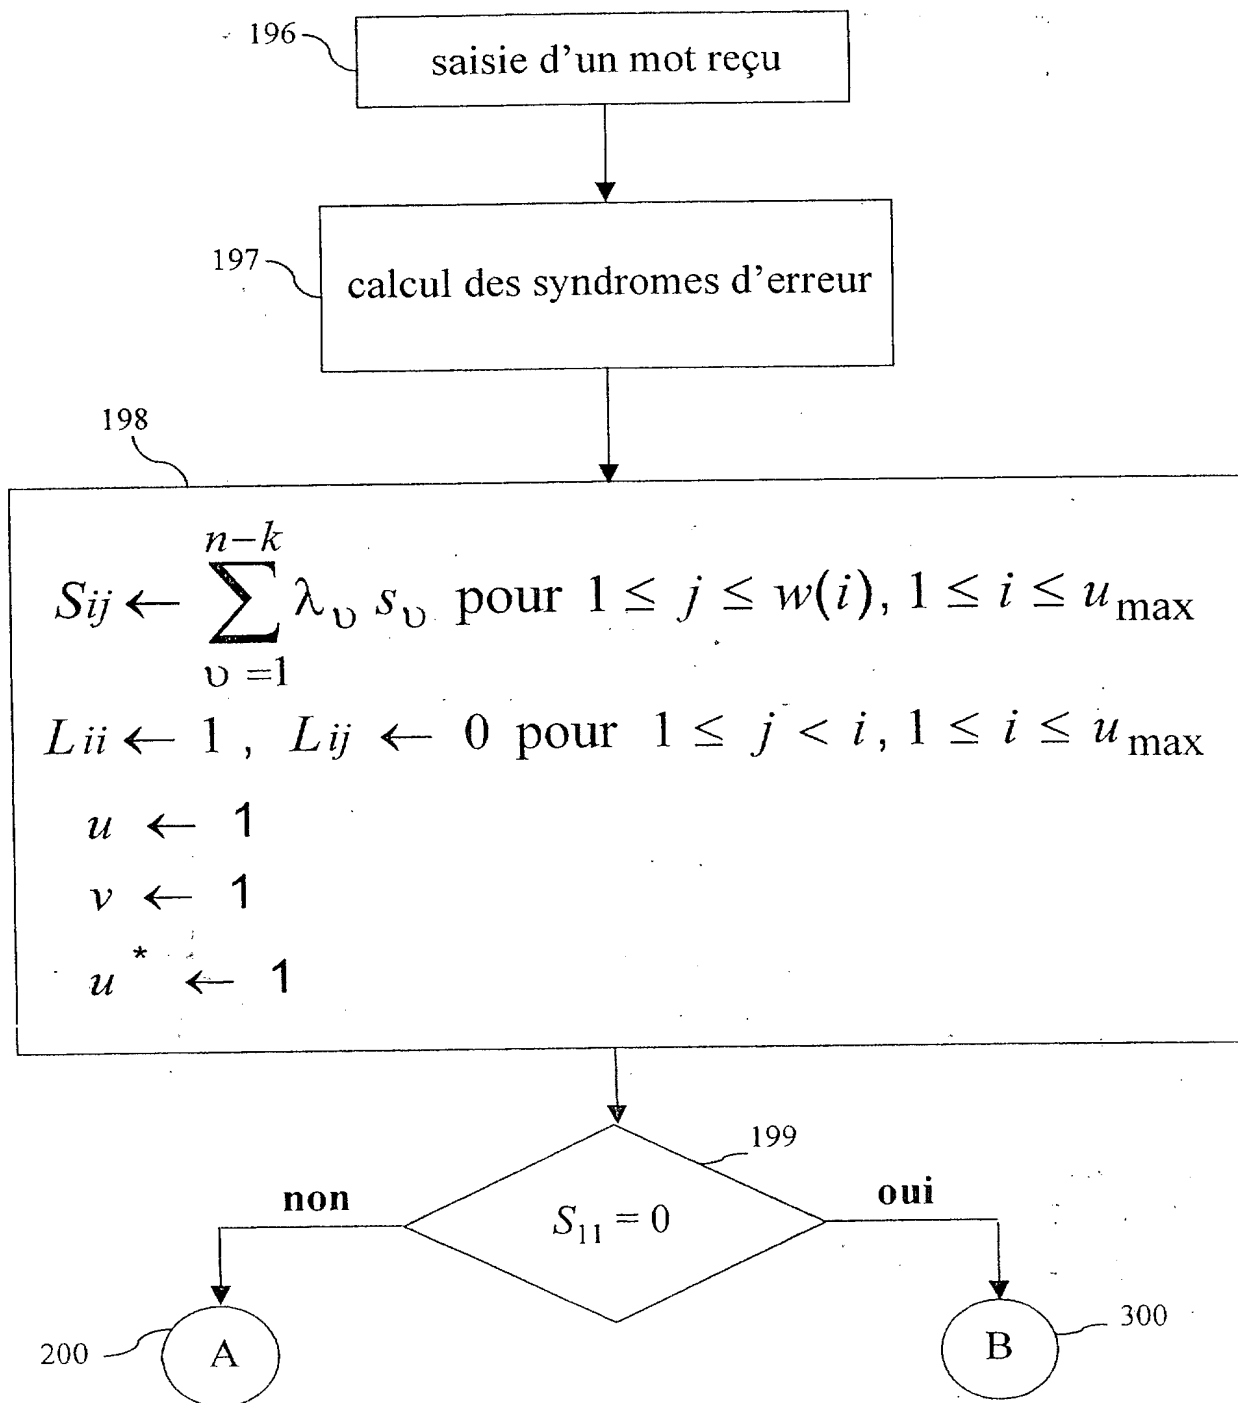 196
saisie d'un mot reçu
197
calcul des syndromes d'erreur
198
n−k
Sij ← ∑ λυ sυ pour 1 ≤ j ≤ w(i), 1 ≤ i ≤ umax
υ =1
Lii ← 1 , Lij ← 0 pour 1 ≤ j < i, 1 ≤ i ≤ umax
u ← 1
v ← 1
u* ← 1
199
non
S11 = 0
oui
200
A
B
300